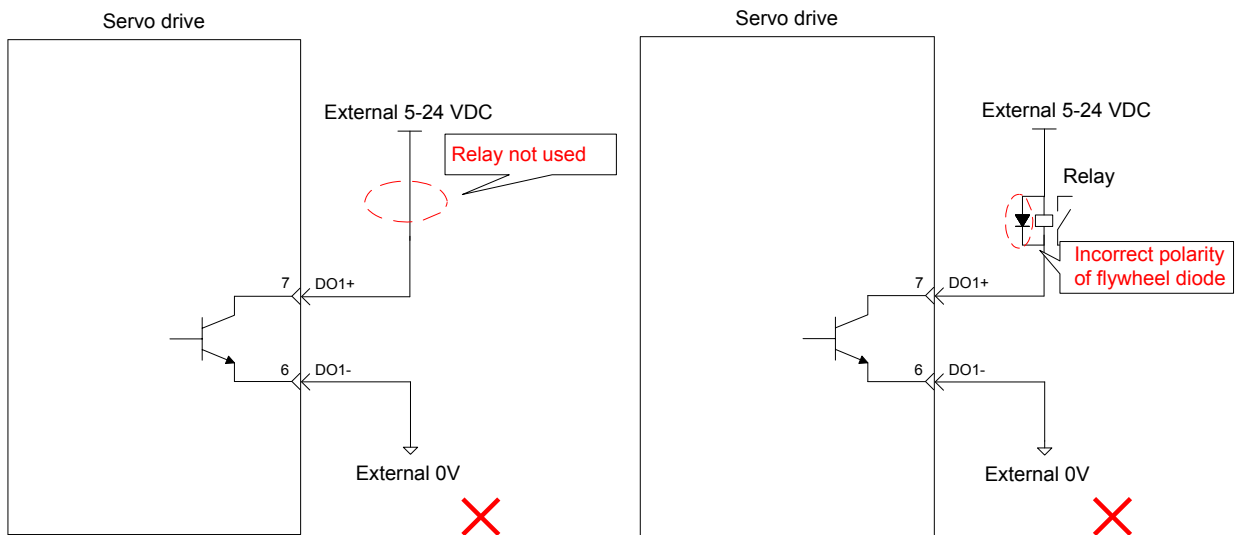 Servo drive
External 5-24 VDC
Relay not used
7
DO1+
6
DO1-
External 0V
Servo drive
External 5-24 VDC
Relay
Incorrect polarity
of flywheel diode
7
DO1+
6
DO1-
External 0V